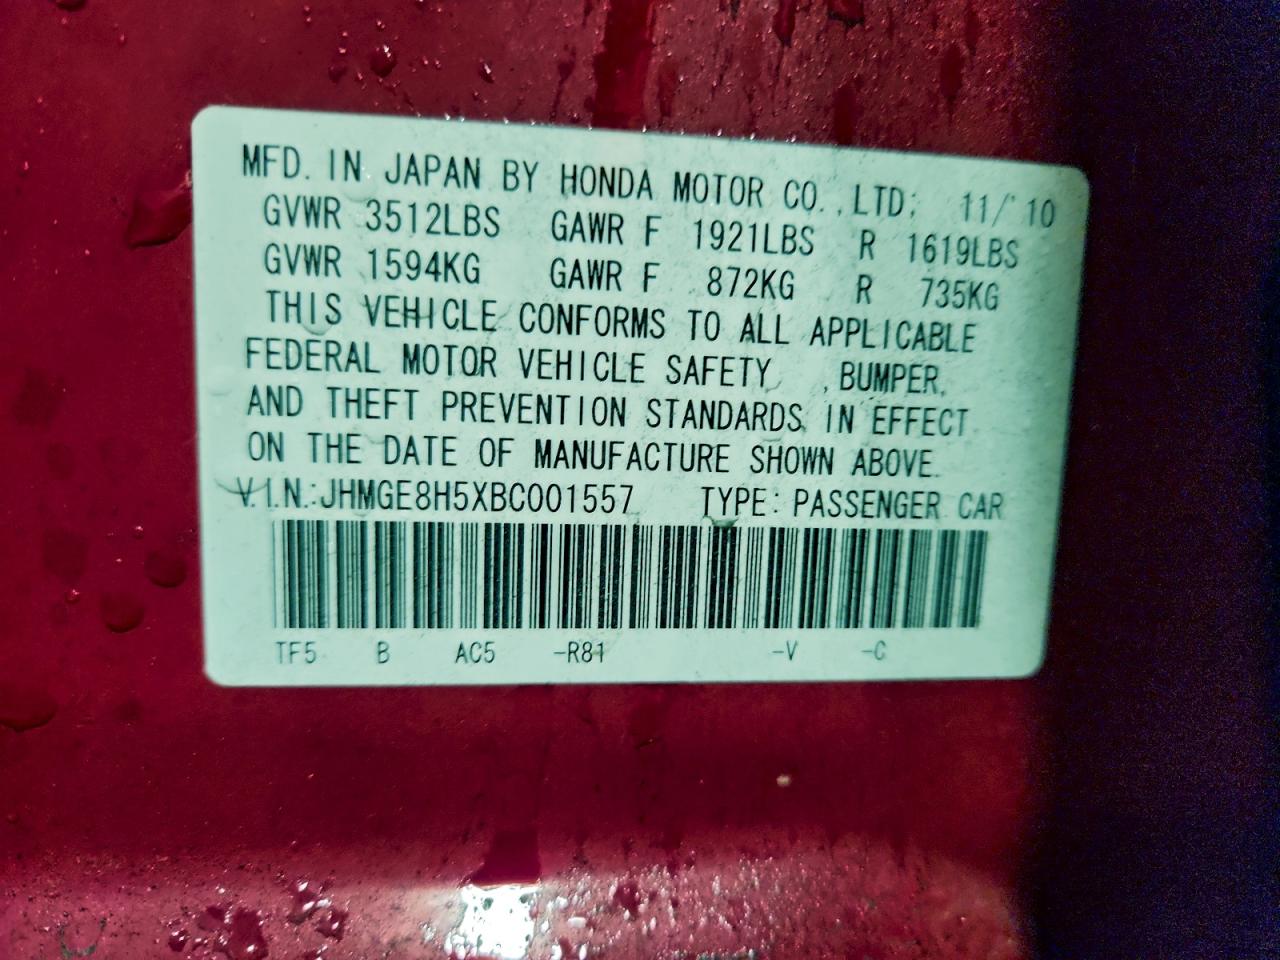 MFD. IN JAPAN BY HONDA MOTOR CO., LTD; 11/'10
GVWR 3512LBS GAWR F 1921LBS R 1619LBS
GVWR 1594KG GAWR F 872KG R 735KG
THIS VEHICLE CONFORMS TO ALL APPLICABLE
FEDERAL MOTOR VEHICLE SAFETY , BUMPER,
AND THEFT PREVENTION STANDARDS IN EFFECT
ON THE DATE OF MANUFACTURE SHOWN ABOVE.
V.I.N.:JHMGE8H5XBC001557 TYPE: PASSENGER CAR
TF5 B AC5 -R81 -V -C